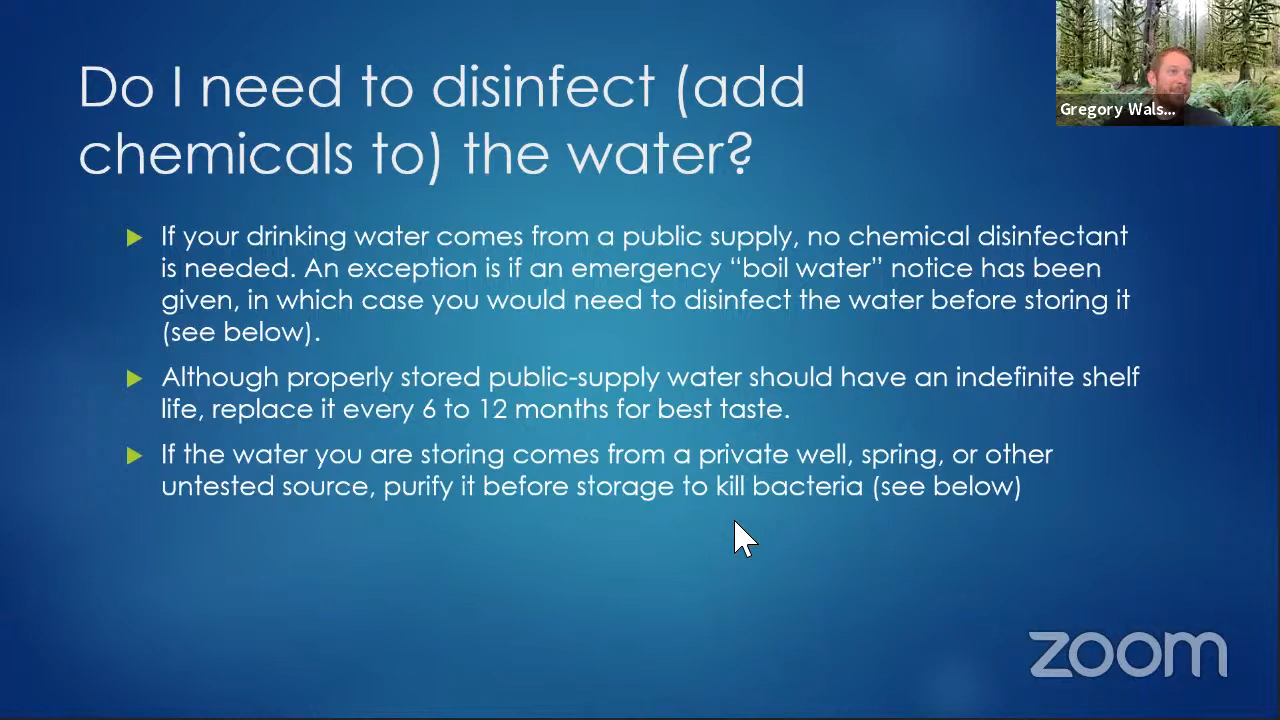 Do I need to disinfect (add
chemicals to) the water?
If your drinking water comes from a public supply, no chemical disinfectant
is needed. An exception is if an emergency “boil water” notice has been
given, in which case you would need to disinfect the water before storing it
(see below).
Although properly stored public-supply water should have an indefinite shelf
life, replace it every 6 to 12 months for best taste.
If the water you are storing comes from a private well, spring, or other
untested source, purify it before storage to kill bacteria (see below)
Gregory Wals...
zoom